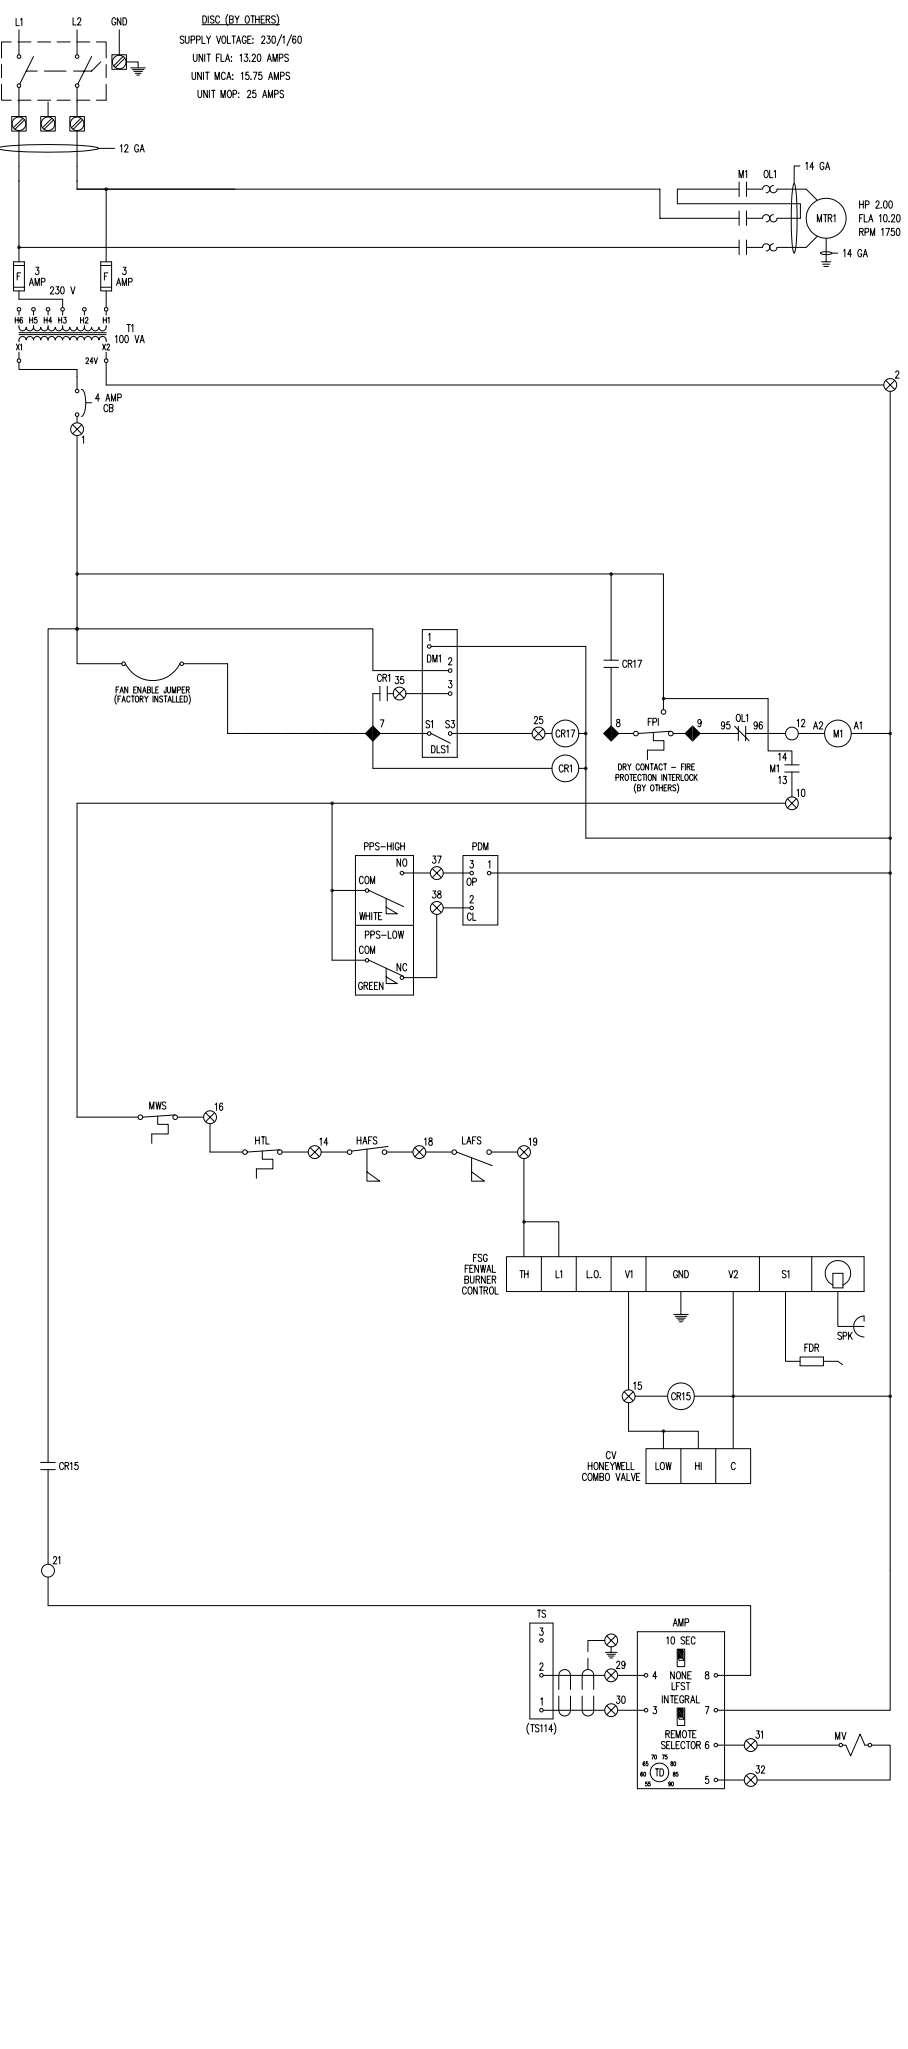 L1
L2
GND
DISC (BY OTHERS)
SUPPLY VOLTAGE: 230/1/60
UNIT FLA: 13.20 AMPS
UNIT MCA: 15.75 AMPS
UNIT MOP: 25 AMPS
12 GA
14 GA
M1
OL1
MTR1
HP 2.00
FLA 10.20
RPM 1750
14 GA
F
3
AMP
F
3
AMP
230 V
H6
H5
H4
H3
H2
H1
T1
100 VA
X1
X2
24V
2
4 AMP
CB
1
FAN ENABLE JUMPER
(FACTORY INSTALLED)
1
DM1
2
3
CR1
35
7
S1
S3
DLS1
25
CR17
CR1
CR17
8
FPI
9
DRY CONTACT - FIRE
PROTECTION INTERLOCK
(BY OTHERS)
95
OL1
96
12
A2
M1
A1
14
M1
13
10
PPS-HIGH
NO
COM
WHITE
PPS-LOW
COM
NC
GREEN
37
38
PDM
3
1
OP
2
CL
MWS
16
HTL
14
HAFS
18
LAFS
19
FSG
FENWAL
BURNER
CONTROL
TH
L1
L.O.
V1
GND
V2
S1
SPK
FDR
15
CR15
CV
HONEYWELL
COMBO VALVE
LOW
HI
C
CR15
21
TS
3
2
1
(TS114)
29
30
AMP
10 SEC
4
NONE
8
LFST
INTEGRAL
3
7
REMOTE
SELECTOR 6
5
TD
55
60
65
70
75
80
85
90
31
32
MV